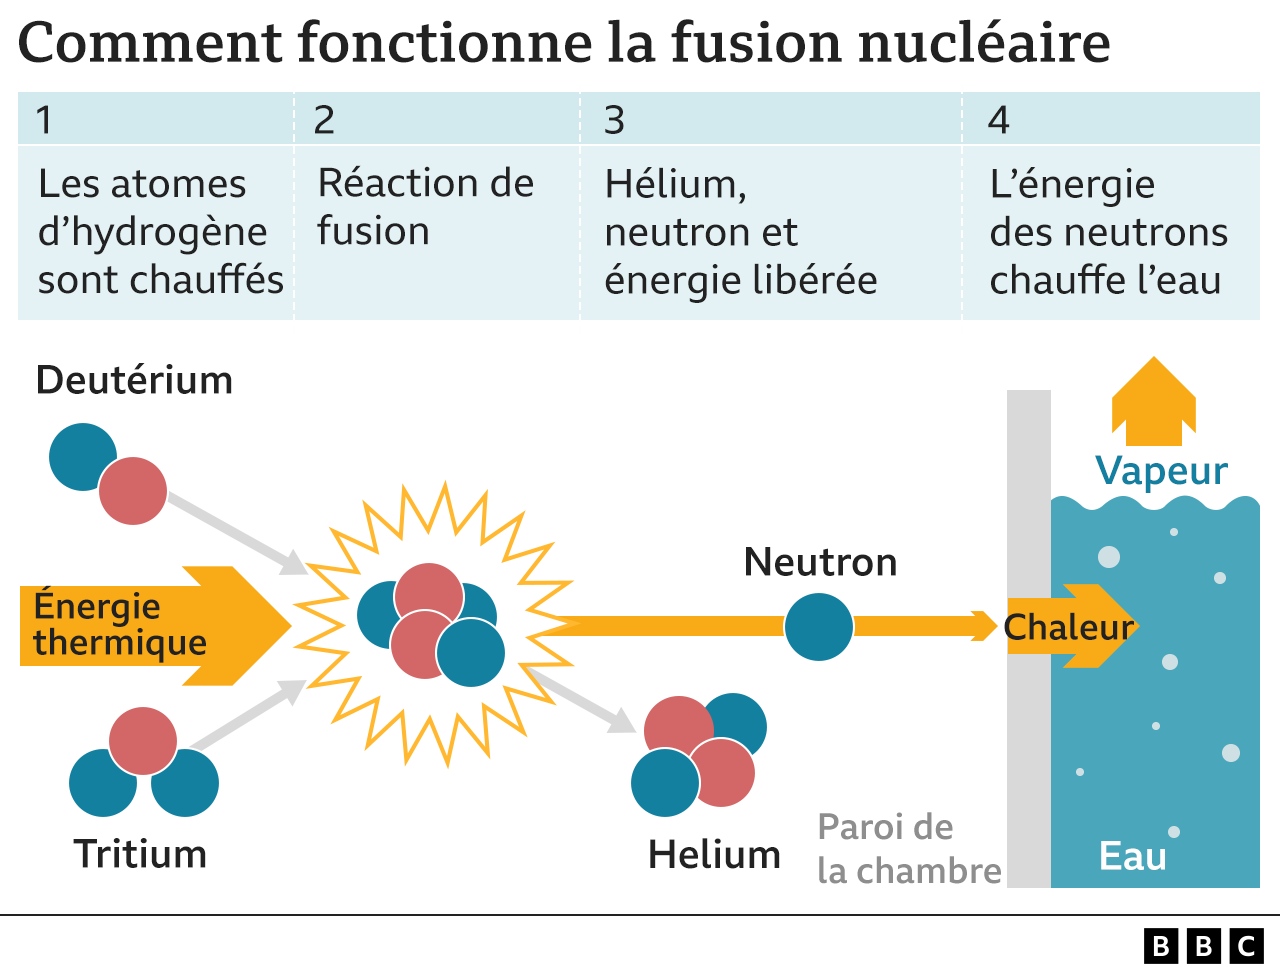 Comment fonctionne la fusion nucléaire
1
Les atomes
d’hydrogène
sont chauffés
2
Réaction de
fusion
3
Hélium,
neutron et
énergie libérée
4
L’énergie
des neutrons
chauffe l’eau
Deutérium
Énergie
thermique
Tritium
Neutron
Helium
Paroi de
la chambre
Chaleur
Vapeur
Eau
BBC